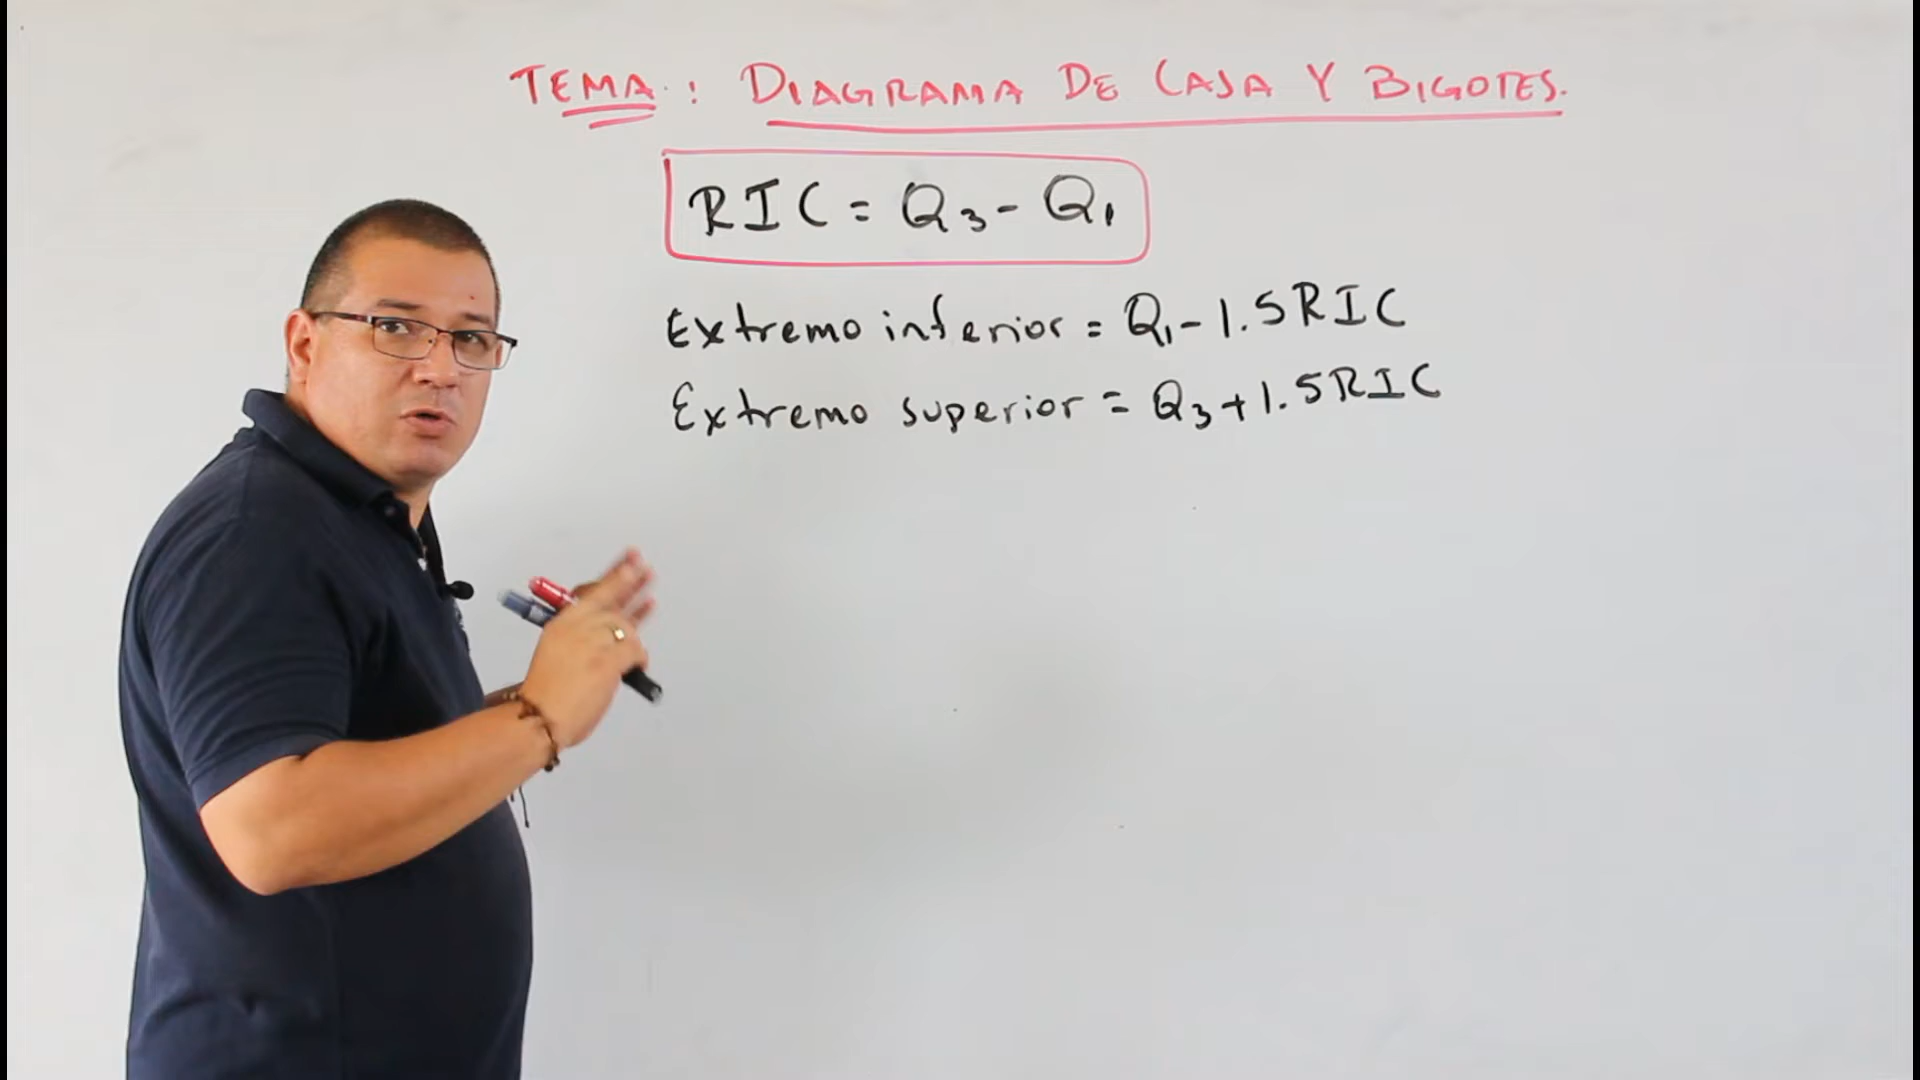 TEMA: DIAGRAMA DE CAJA Y BIGOTES.
RIC = Q₃ - Q₁
Extremo inferior = Q₁ - 1.5RIC
Extremo superior = Q₃ + 1.5RIC